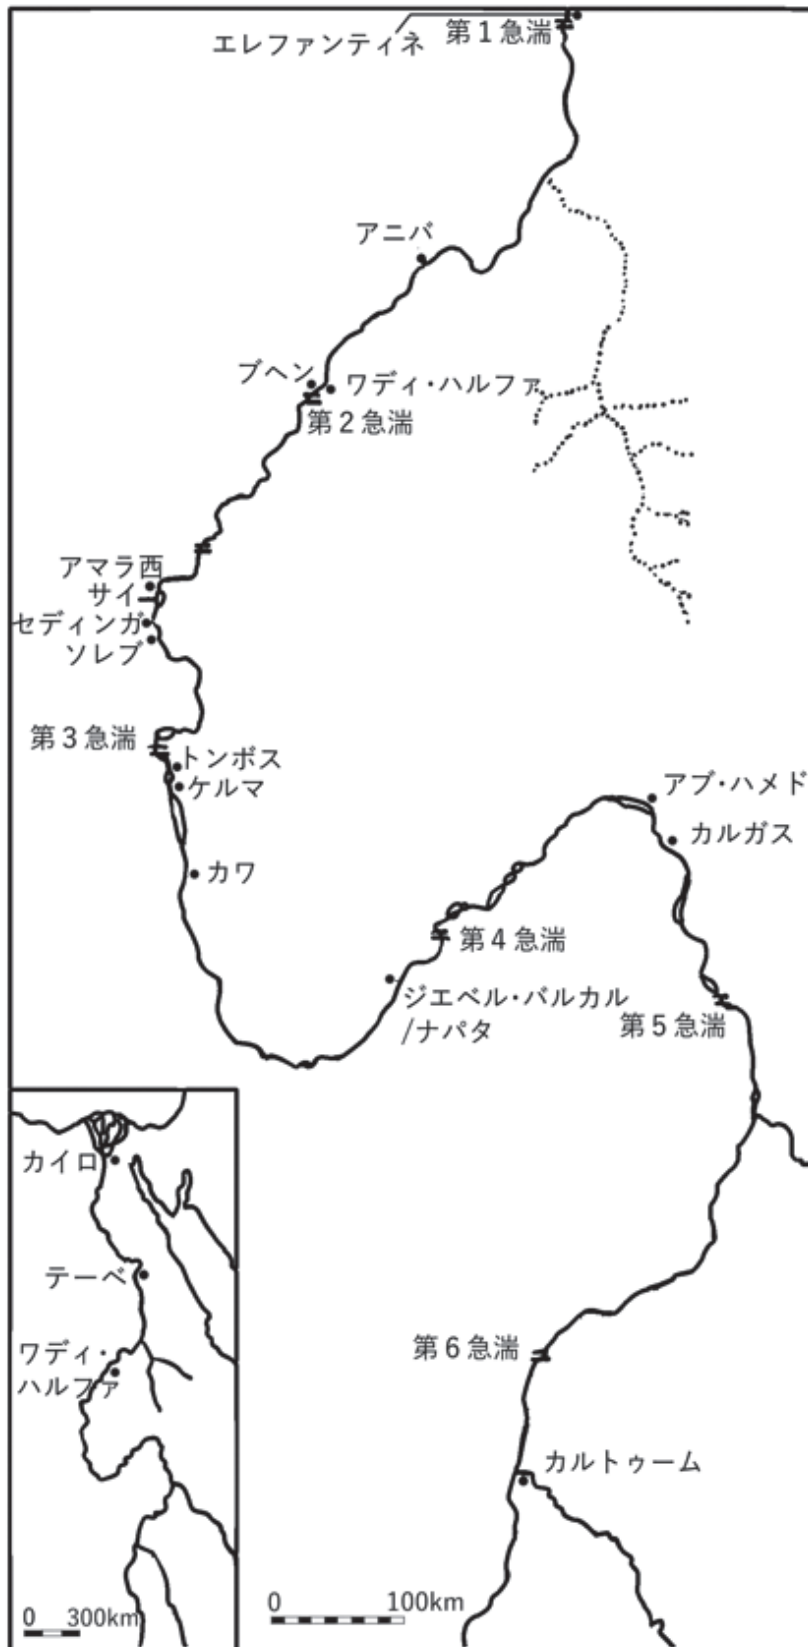 エレファンティネ
第1急湍
アニバ
ブヘン
ワディ・ハルファ
第2急湍
アマラ西
サイ
セディンガ
ソレブ
第3急湍
トンボス
ケルマ
アブ・ハメド
カルガス
カワ
第4急湍
ジエベル・バルカル
/ナパタ
第5急湍
カイロ
テーベ
ワディ・
ハルファ
第6急湍
カルトゥーム
0 300km
0 100km